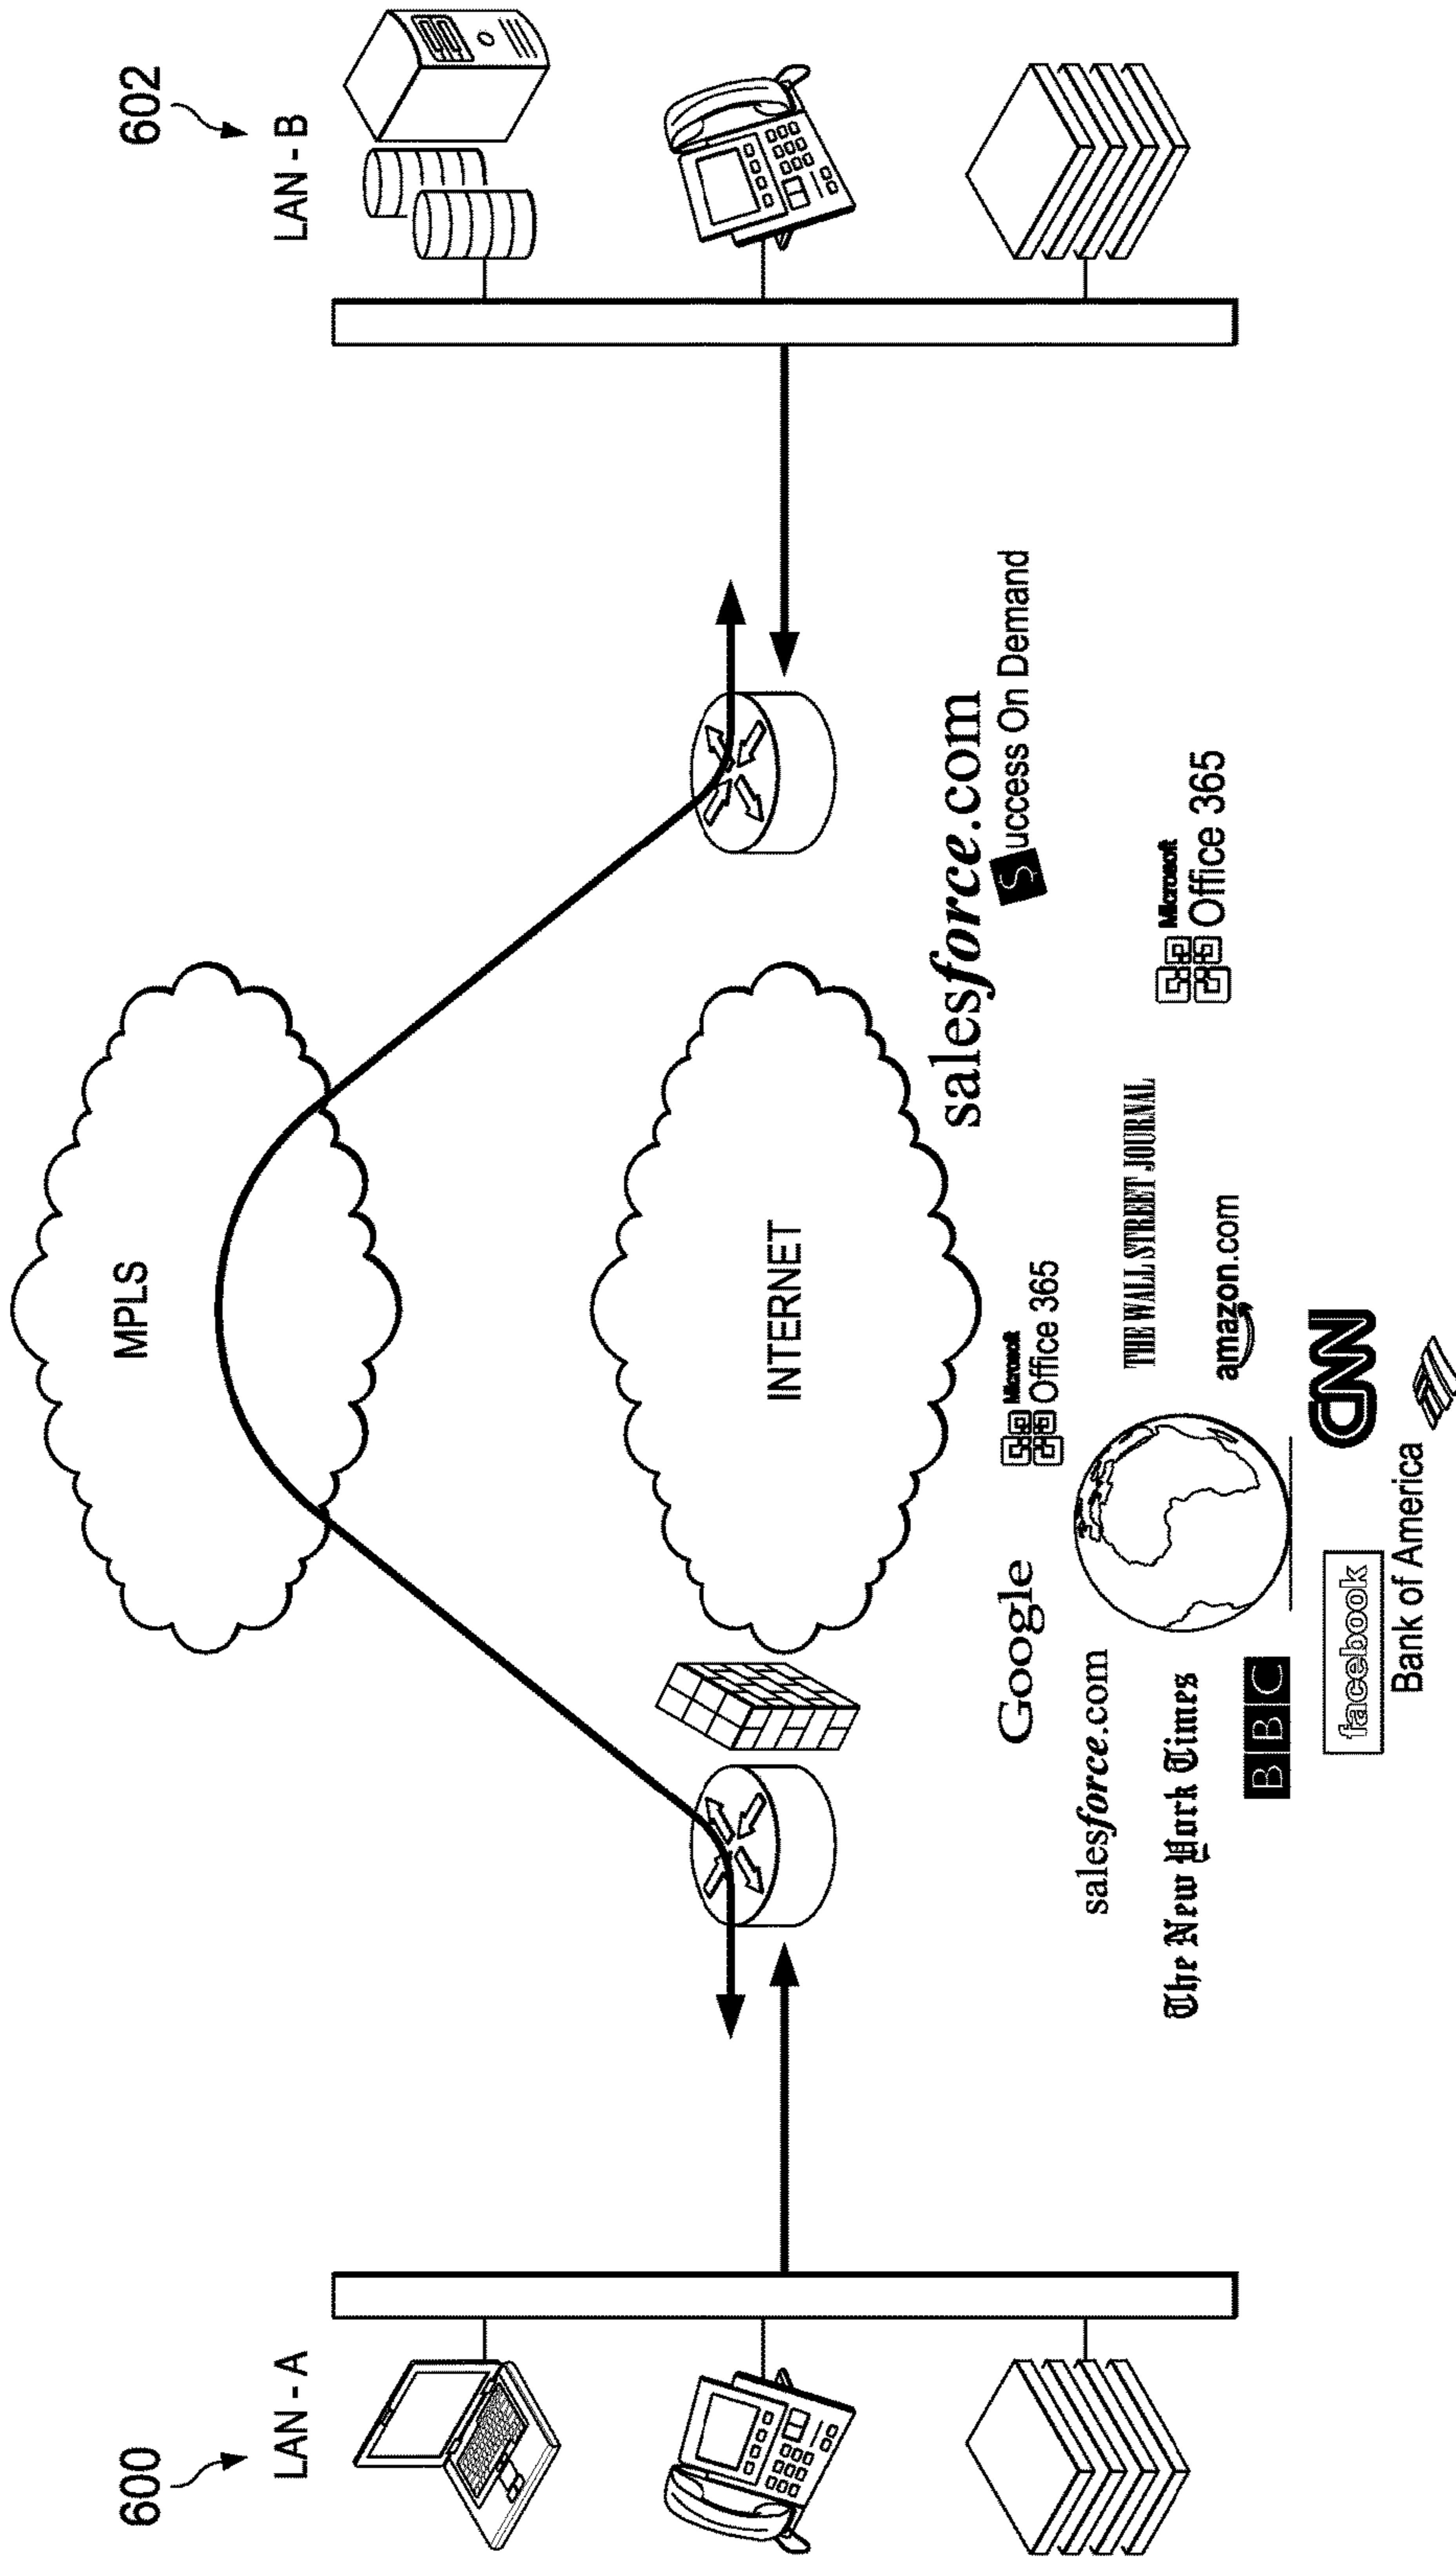 600
LAN - A
602
LAN - B
MPLS
INTERNET
Google
Microsoft
Office 365
salesforce.com
Success On Demand
salesforce.com
THE WALL STREET JOURNAL
Microsoft
Office 365
The New York Times
amazon.com
BBC
CNN
facebook
Bank of America